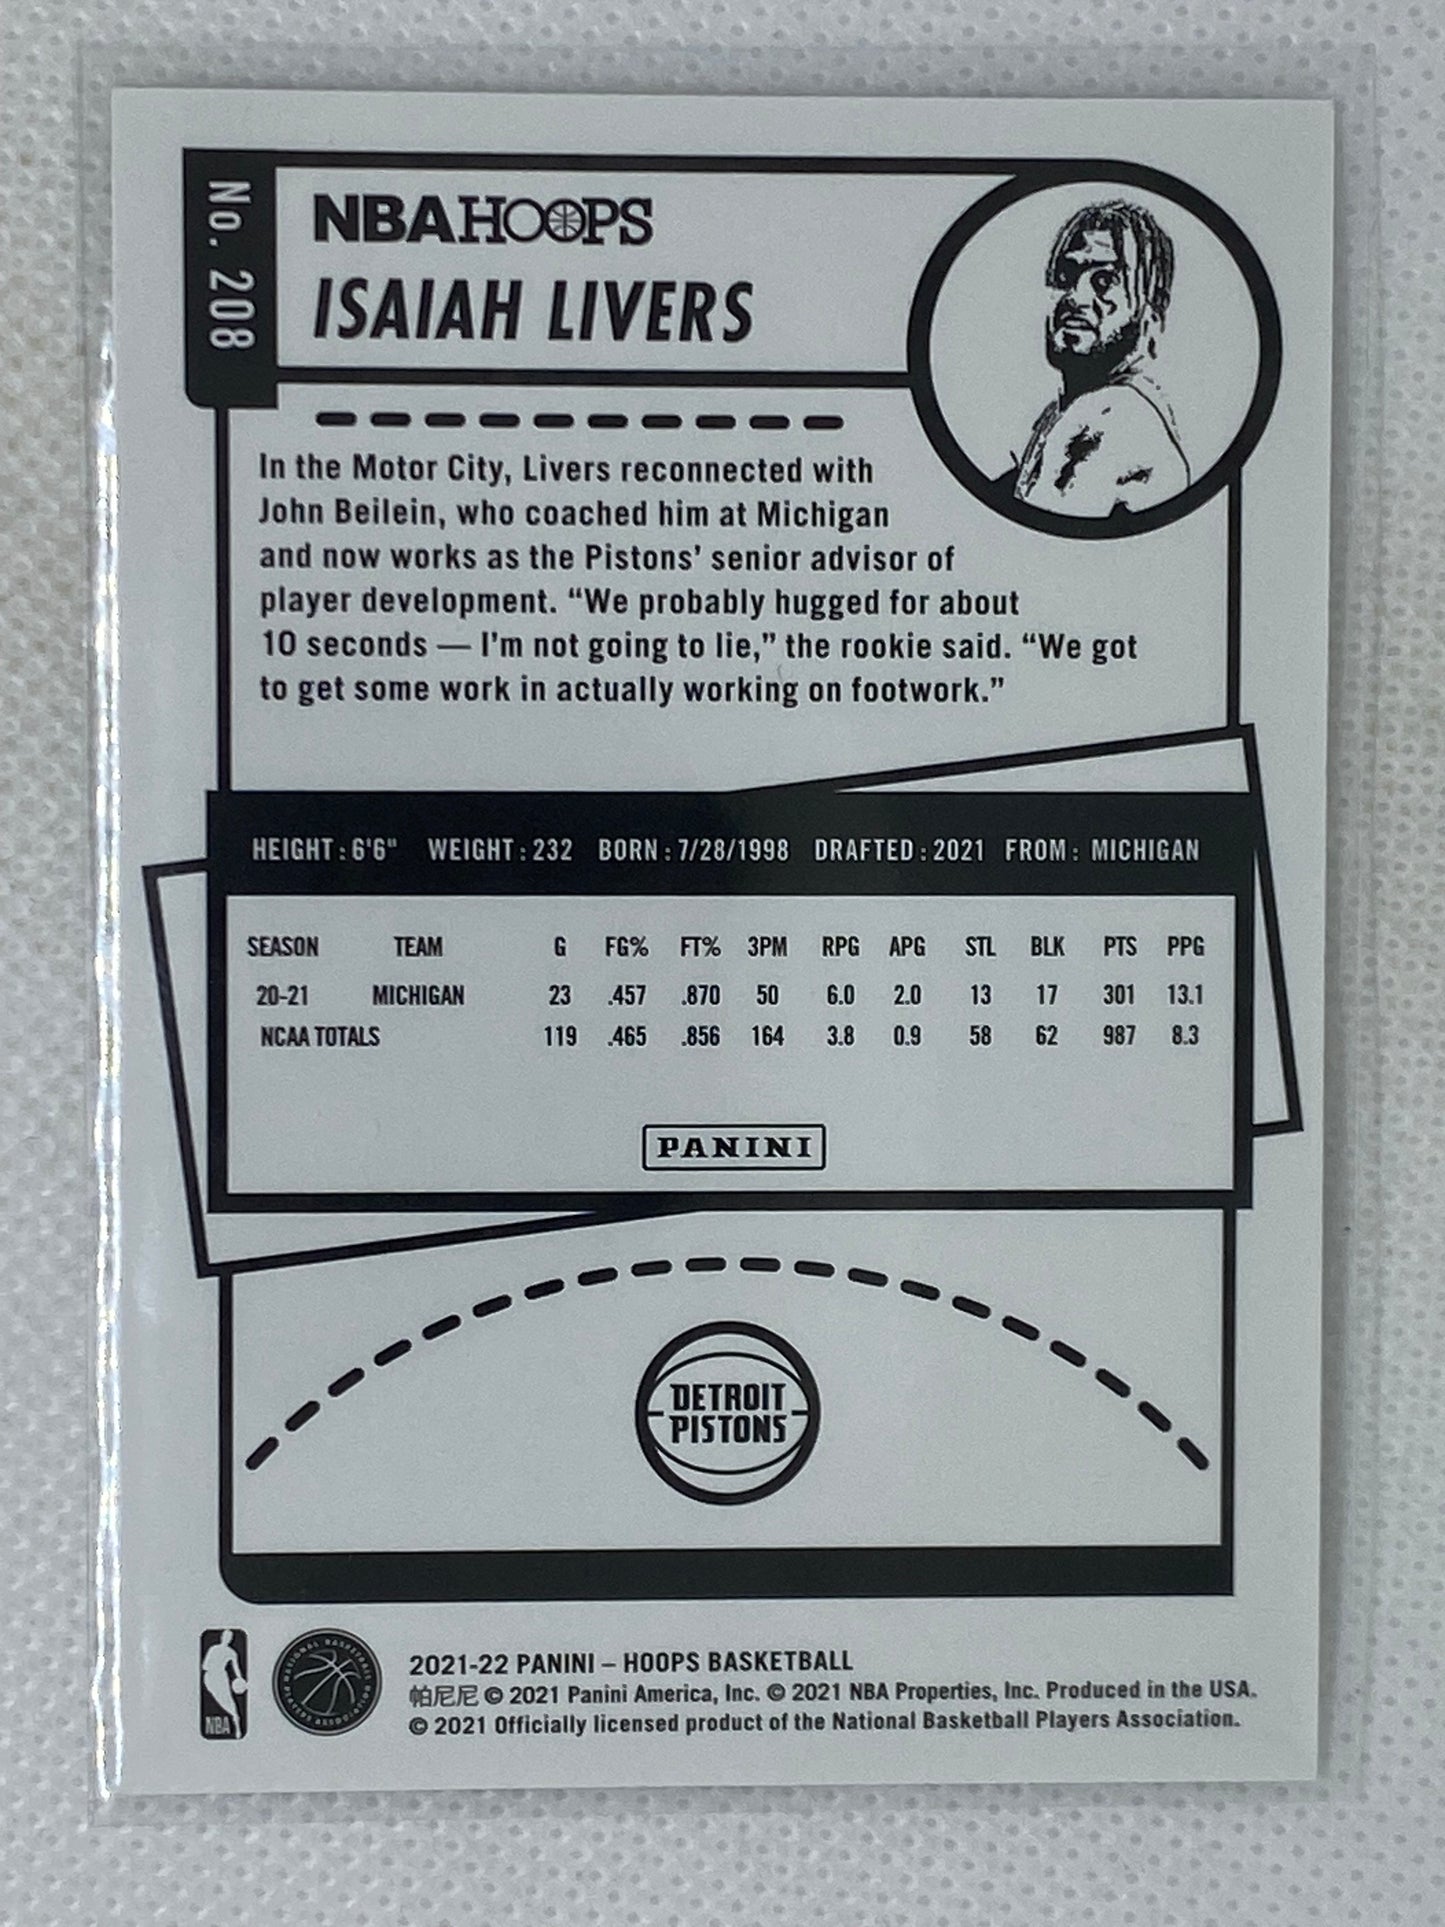 No. 208
NBA HOOPS
ISAIAH LIVERS
In the Motor City, Livers reconnected with
John Beilein, who coached him at Michigan
and now works as the Pistons' senior advisor of
player development. “We probably hugged for about
10 seconds — I'm not going to lie,” the rookie said. “We got
to get some work in actually working on footwork.”
HEIGHT : 6'6" WEIGHT : 232 BORN : 7/28/1998 DRAFTED : 2021 FROM : MICHIGAN
SEASON TEAM G FG% FT% 3PM RPG APG STL BLK PTS PPG
20-21 MICHIGAN 23 .457 .870 50 6.0 2.0 13 17 301 13.1
NCAA TOTALS 119 .465 .856 164 3.8 0.9 58 62 987 8.3
PANINI
DETROIT
PISTONS
NBA
NATIONAL BASKETBALL PLAYERS ASSOCIATION
2021-22 PANINI – HOOPS BASKETBALL
帕尼尼 © 2021 Panini America, Inc. © 2021 NBA Properties, Inc. Produced in the USA.
© 2021 Officially licensed product of the National Basketball Players Association.